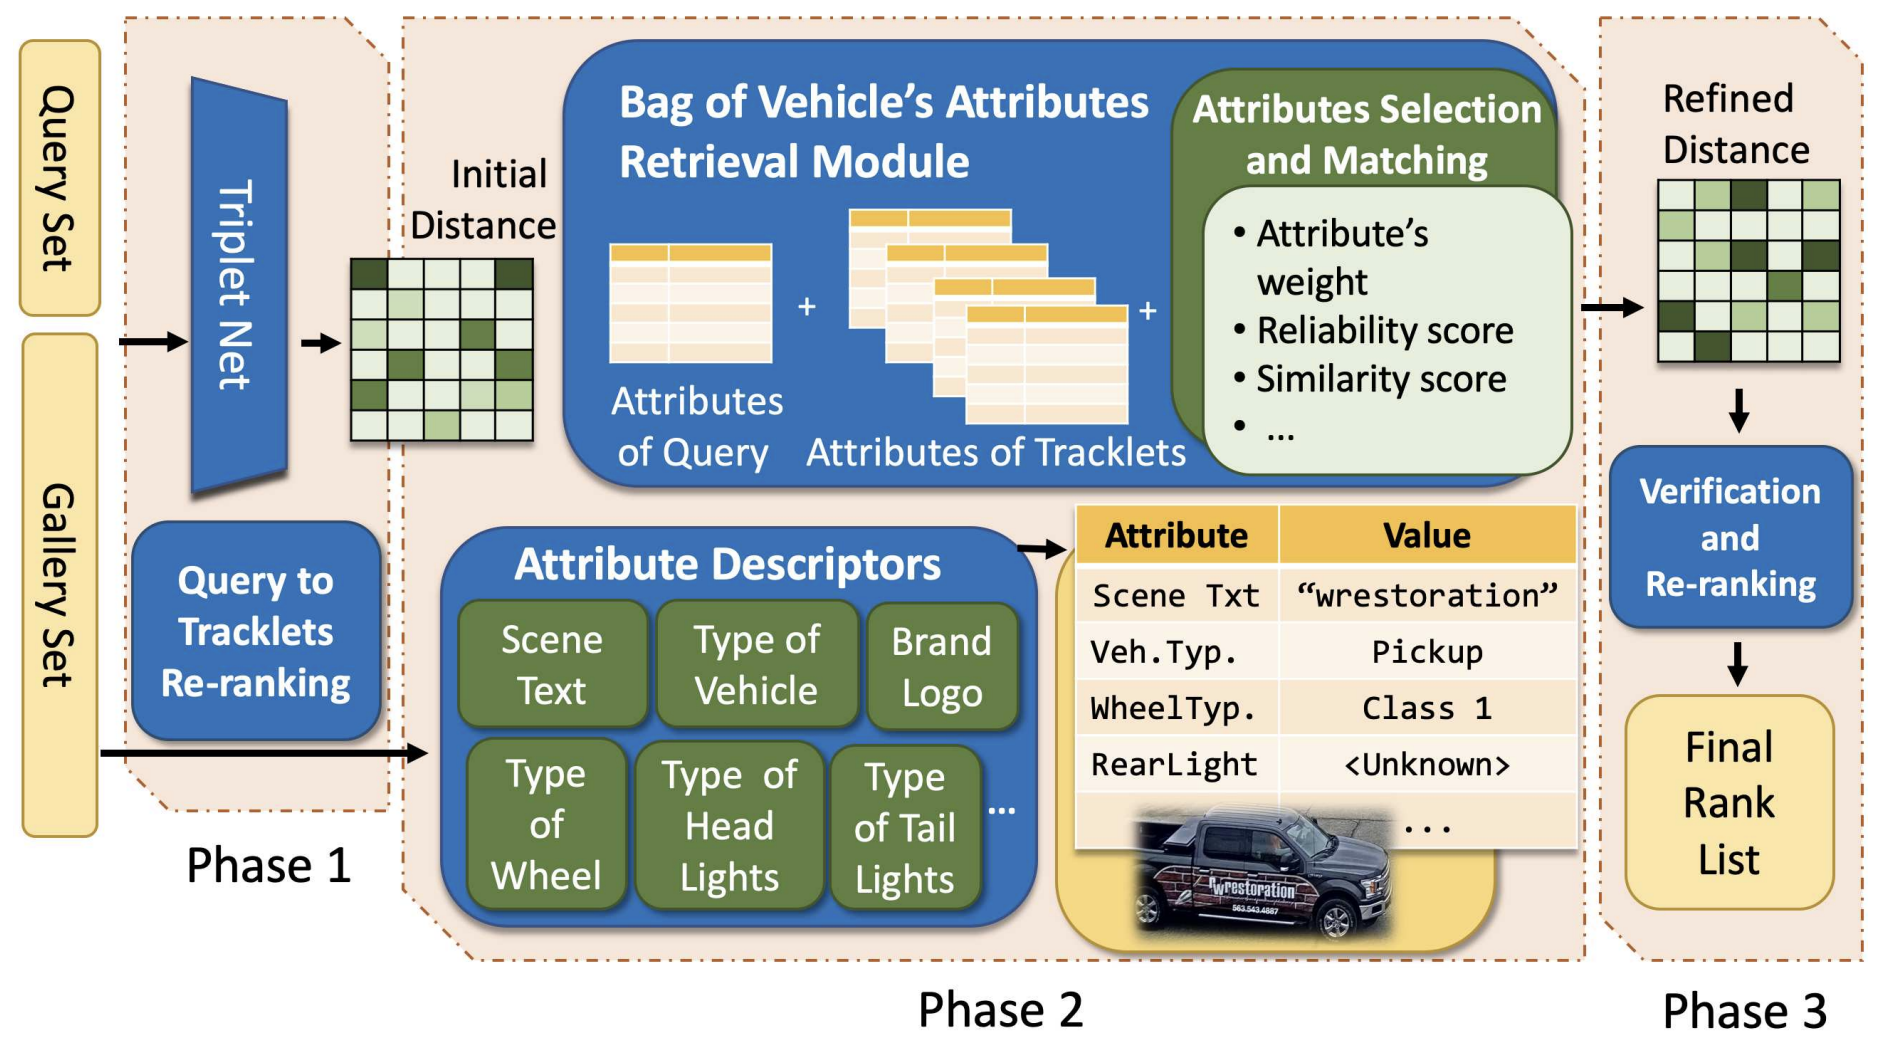 Query Set
Gallery Set
Triplet Net
Query to
Tracklets
Re-ranking
Phase 1
Initial
Distance
Bag of Vehicle's Attributes
Retrieval Module
Attributes
of Query
+
Attributes of Tracklets
+
Attributes Selection
and Matching
• Attribute's
weight
• Reliability score
• Similarity score
• ...
Attribute Descriptors
Scene
Text
Type of
Vehicle
Brand
Logo
Type
of
Wheel
Type of
Head
Lights
Type
of Tail
Lights
...
Attribute Value
Scene Txt “wrestoration”
Veh.Typ. Pickup
WheelTyp. Class 1
RearLight <Unknown>
...
wrestoration
563.543.4887
Phase 2
Refined
Distance
Verification
and
Re-ranking
Final
Rank
List
Phase 3